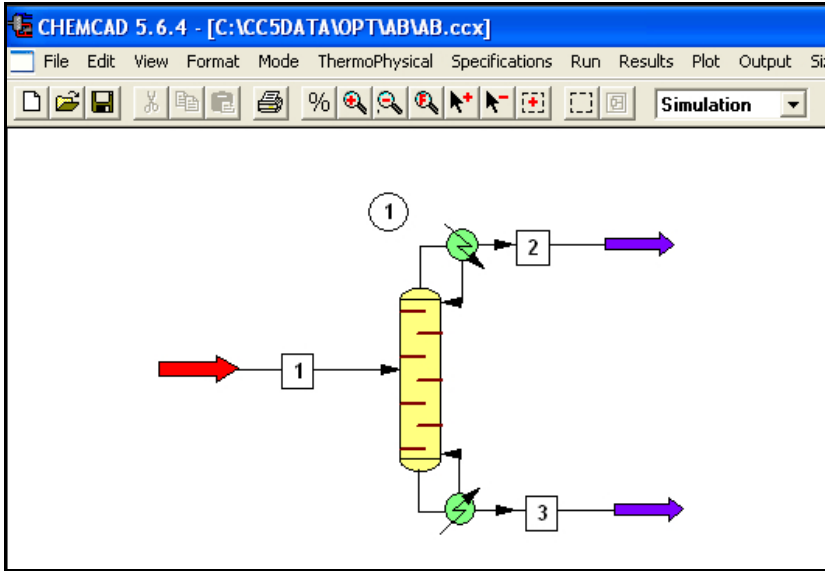 CHEMCAD 5.6.4 - [C:\CC5DATA\OPT\AB\AB.ccx]
File Edit View Format Mode ThermoPhysical Specifications Run Results Plot Output
% F Simulation
1
2
1
3